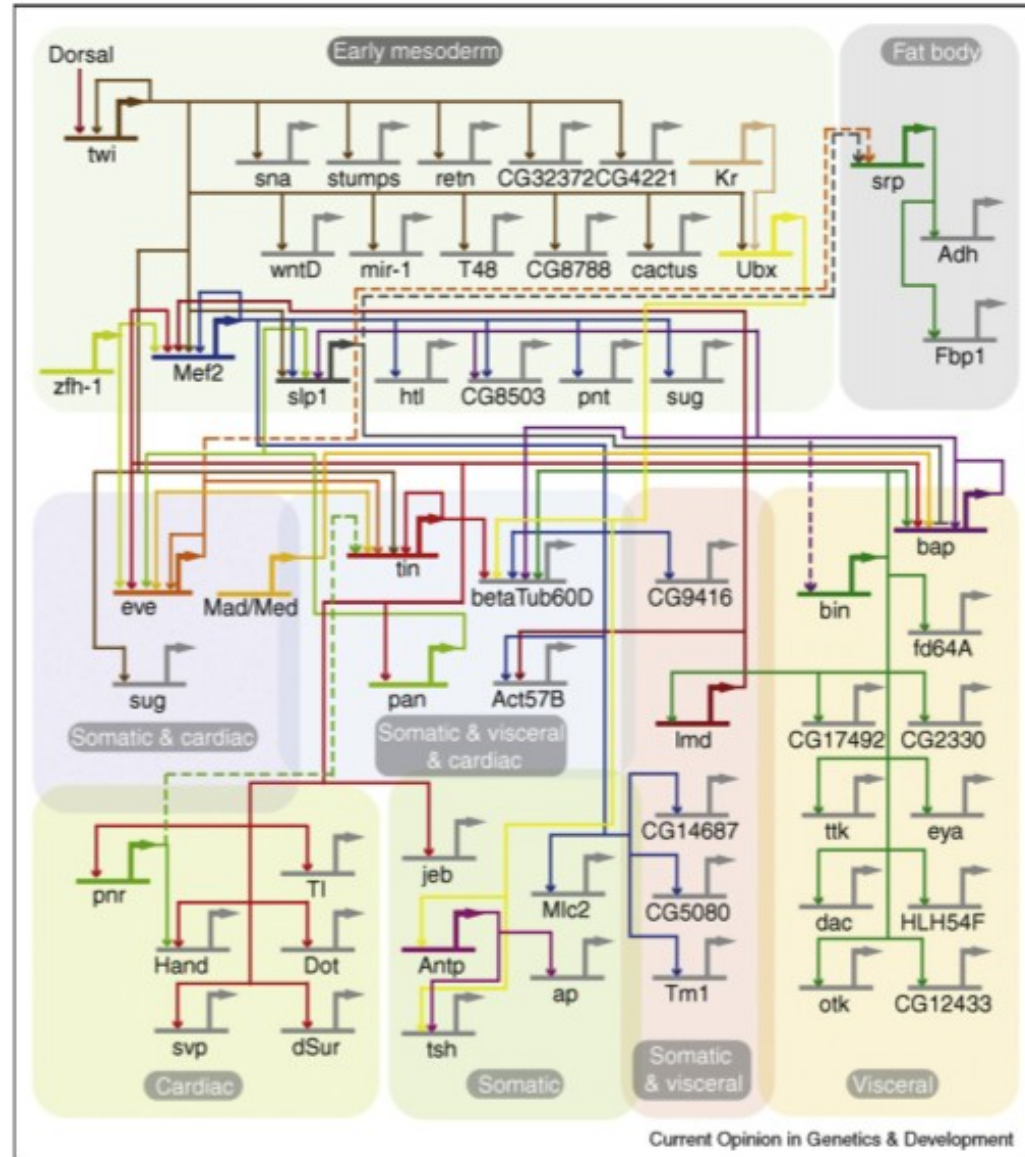 Early mesoderm
Fat body
Dorsal
twi
sna
stumps
retn
CG32372
CG4221
Kr
srp
wntD
mir-1
T48
CG8788
cactus
Ubx
Adh
zfh-1
Mef2
slp1
htl
CG8503
pnt
sug
Fbp1
eve
Mad/Med
tin
betaTub60D
CG9416
bap
bin
fd64A
sug
pan
Act57B
lmd
CG17492
CG2330
Somatic & cardiac
Somatic & visceral
& cardiac
pnr
Tl
jeb
Mlc2
CG14687
ttk
eya
Hand
Dot
Antp
ap
CG5080
dac
HLH54F
svp
dSur
tsh
Tm1
otk
CG12433
Cardiac
Somatic
Somatic
& visceral
Visceral
Current Opinion in Genetics & Development